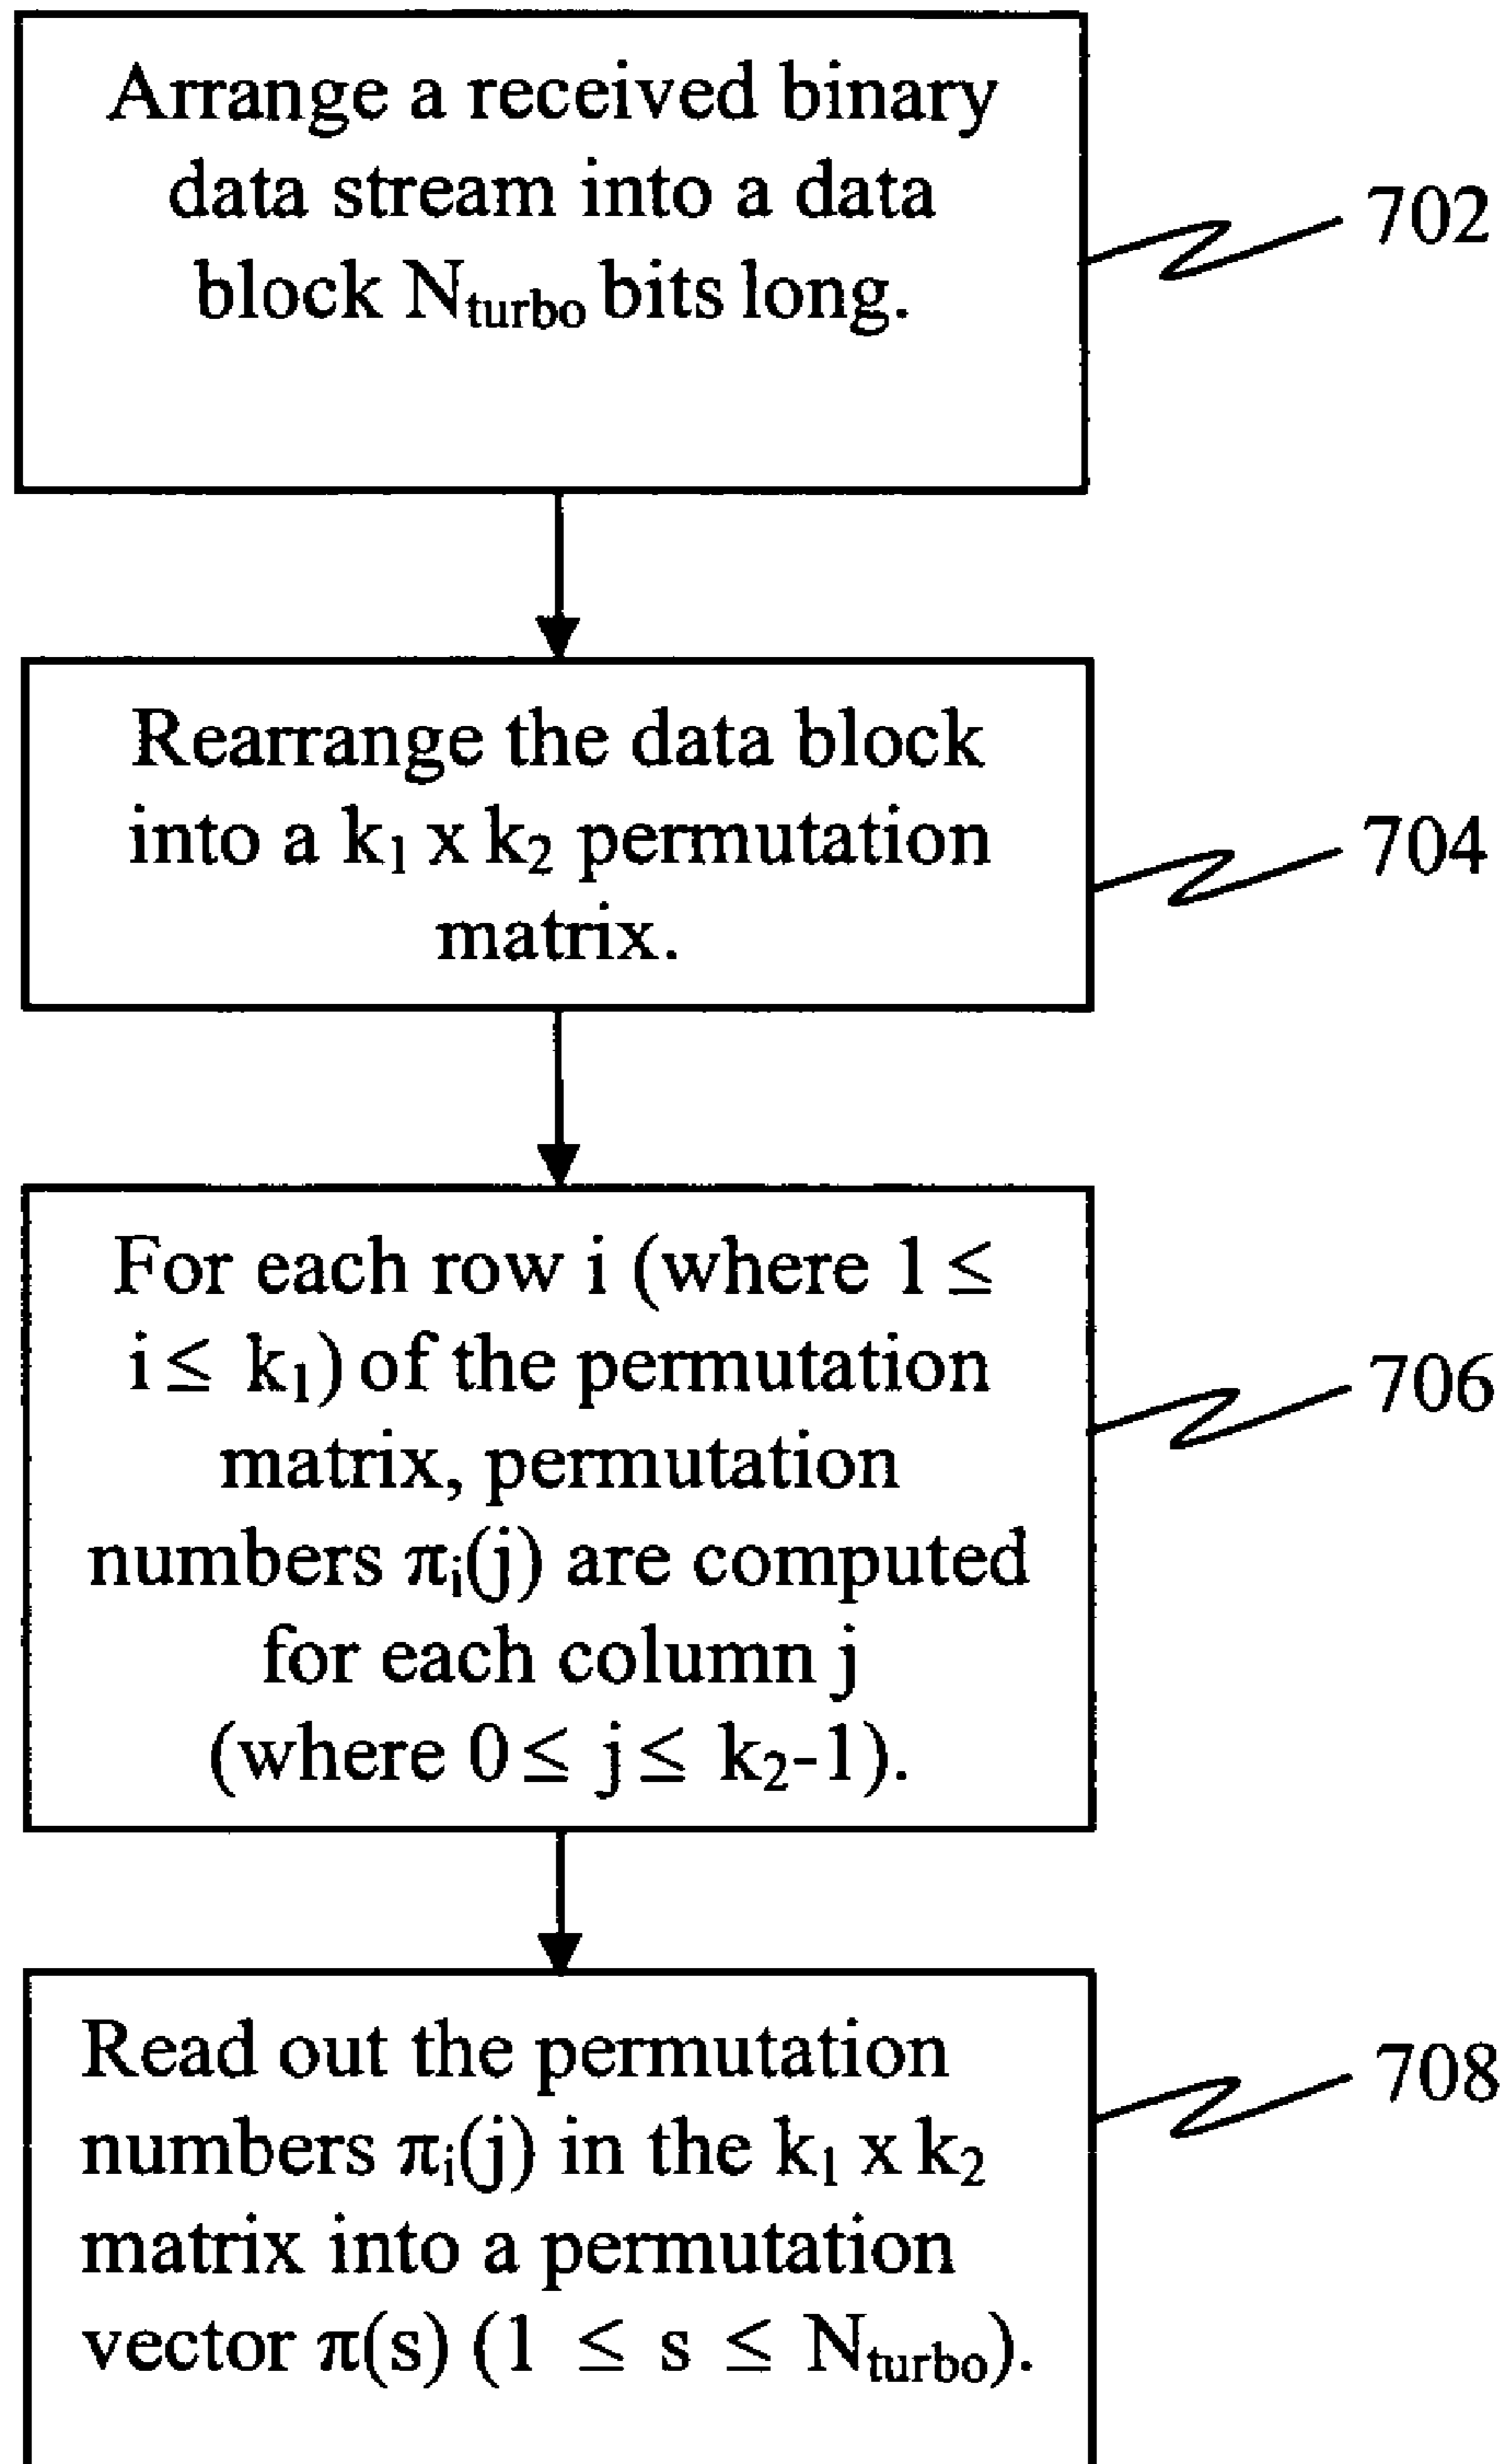 Arrange a received binary
data stream into a data
block Nturbo bits long.
702
Rearrange the data block
into a k1 x k2 permutation
matrix.
704
For each row i (where 1 ≤
i ≤ k1) of the permutation
matrix, permutation
numbers πi(j) are computed
for each column j
(where 0 ≤ j ≤ k2-1).
706
Read out the permutation
numbers πi(j) in the k1 x k2
matrix into a permutation
vector π(s) (1 ≤ s ≤ Nturbo).
708